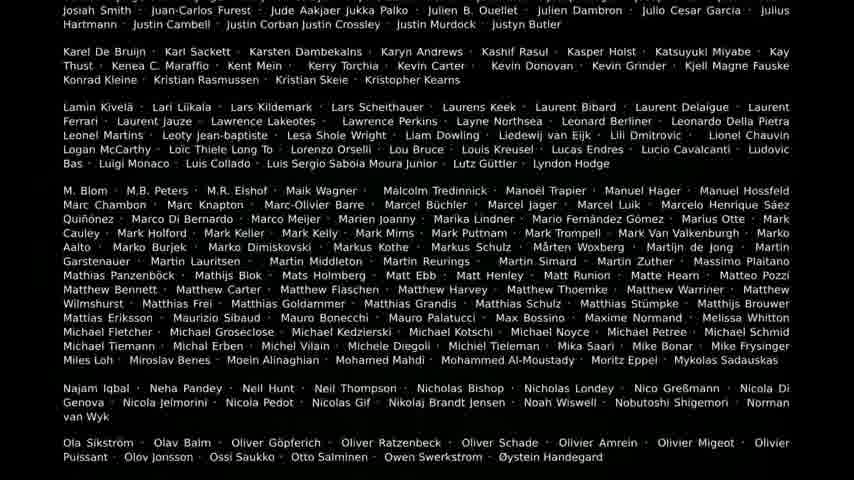 Josiah Smith · Juan-Carlos Furest · Jude Aakjaer Jukka Palko · Julien B. Ouellet · Julien Dambron · Julio Cesar Garcia · Julius
Hartmann · Justin Cambell · Justin Corban Justin Crossley · Justin Murdock · Justyn Butler
Karel De Bruijn · Karl Sackett · Karsten Dambekalns · Karyn Andrews · Kashif Rasul · Kasper Holst · Katsuyuki Miyabe · Kay
Thust · Kenea C. Maraffio · Kent Mein · Kerry Torchia · Kevin Carter · Kevin Donovan · Kevin Grinder · Kjell Magne Fauske
Konrad Kleine · Kristian Rasmussen · Kristian Skeie · Kristopher Kearns
Lamin Kivelä · Lari Liikala · Lars Kildemark · Lars Scheithauer · Laurens Keek · Laurent Bibard · Laurent Delaigue · Laurent
Ferrari · Laurent Jauze · Lawrence Lakeotes · Lawrence Perkins · Layne Northsea · Leonard Berliner · Leonardo Della Pietra
Leonel Martins · Leoty Jean-baptiste · Lesa Shole Wright · Liam Dowling · Liedewij van Eijk · Lili Dmitrovic · Lionel Chauvin
Logan McCarthy · Loïc Thiele Long To · Lorenzo Orselli · Lou Bruce · Louis Kreusel · Lucas Endres · Lucio Cavalcanti · Ludovic
Bas · Luigi Monaco · Luis Collado · Luis Sergio Saboia Moura Junior · Lutz Güttler · Lyndon Hodge
M. Blom · M.B. Peters · M.R. Elshof · Maik Wagner · Malcolm Tredinnick · Manoël Trapier · Manuel Häger · Manuel Hossfeld
Marc Chambon · Marc Knapton · Marc-Olivier Barre · Marcel Büchler · Marcel Jager · Marcel Luik · Marcelo Henrique Sáez
Quiñónez · Marco Di Bernardo · Marco Meijer · Marien Joanny · Marika Lindner · Mario Fernández Gómez · Marius Otte · Mark
Cauley · Mark Holford · Mark Keller · Mark Kelly · Mark Mims · Mark Puttnam · Mark Trompell · Mark Van Valkenburgh · Marko
Aalto · Marko Burjek · Marko Dimiskovski · Markus Kothe · Markus Schulz · Mårten Woxberg · Martijn de Jong · Martin
Garstenauer · Martin Lauritsen · Martin Middleton · Martin Reurings · Martin Simard · Martin Zuther · Massimo Plaitano
Mathias Panzenböck · Mathijs Blok · Mats Holmberg · Matt Ebb · Matt Henley · Matt Runion · Matte Hearn · Matteo Pozzi
Matthew Bennett · Matthew Carter · Matthew Flaschen · Matthew Harvey · Matthew Thoemke · Matthew Warriner · Matthew
Wilmshurst · Matthias Frei · Matthias Goldammer · Matthias Grandis · Matthias Schulz · Matthias Stümpke · Matthijs Brouwer
Mattias Eriksson · Maurizio Sibaud · Mauro Bonecchi · Mauro Palatucci · Max Bossino · Maxime Normand · Melissa Whitton
Michael Fletcher · Michael Groseclose · Michael Kedzierski · Michael Kotschi · Michael Noyce · Michael Petree · Michael Schmid
Michael Tiemann · Michal Erben · Michel Vilain · Michele Diegoli · Michiel Tieleman · Mika Saari · Mike Bonar · Mike Frysinger
Miles Loh · Miroslav Benes · Moein Alinaghian · Mohamed Mahdi · Mohammed Al-Moustady · Moritz Eppel · Mykolas Sadauskas
Najam Iqbal · Neha Pandey · Neil Hunt · Neil Thompson · Nicholas Bishop · Nicholas Londey · Nico Greßmann · Nicola Di
Genova · Nicola Jelmorini · Nicola Pedot · Nicolas Gif · Nikolaj Brandt Jensen · Noah Wiswell · Nobutoshi Shigemori · Norman
van Wyk
Ola Sikström · Olav Balm · Oliver Göpferich · Oliver Ratzenbeck · Oliver Schade · Olivier Amrein · Olivier Migeot · Olivier
Puissant · Olov Jonsson · Ossi Saukko · Otto Salminen · Owen Swerkstrom · Øystein Handegard